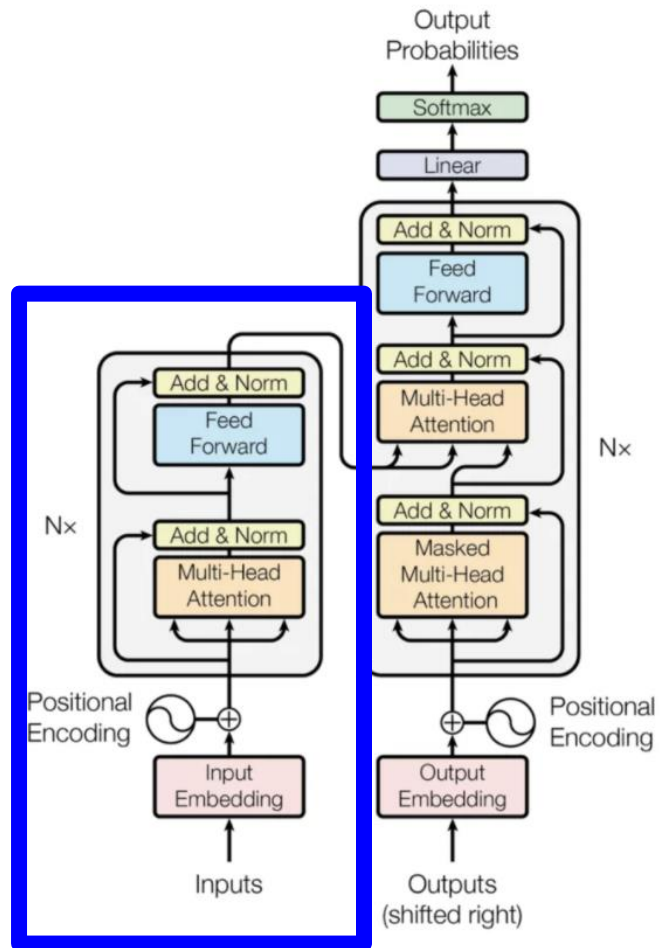 Output
Probabilities
Softmax
Linear
Add & Norm
Feed
Forward
Add & Norm
Multi-Head
Attention
Nx
Add & Norm
Masked
Multi-Head
Attention
Positional
Encoding
Output
Embedding
Outputs
(shifted right)
Add & Norm
Feed
Forward
Nx
Add & Norm
Multi-Head
Attention
Positional
Encoding
Input
Embedding
Inputs